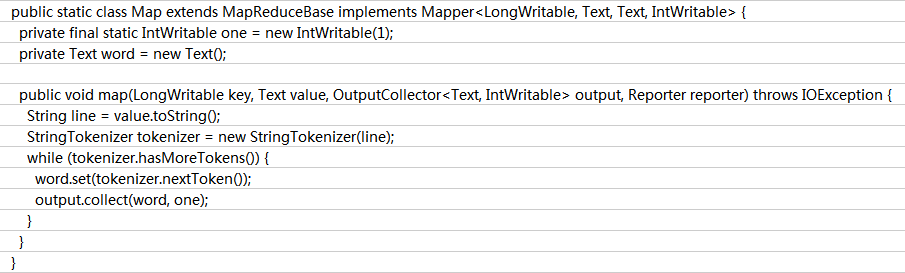 public static class Map extends MapReduceBase implements Mapper<LongWritable, Text, Text, IntWritable> {
private final static IntWritable one = new IntWritable(1);
private Text word = new Text();
public void map(LongWritable key, Text value, OutputCollector<Text, IntWritable> output, Reporter reporter) throws IOException {
String line = value.toString();
StringTokenizer tokenizer = new StringTokenizer(line);
while (tokenizer.hasMoreTokens()) {
word.set(tokenizer.nextToken());
output.collect(word, one);
}
}
}